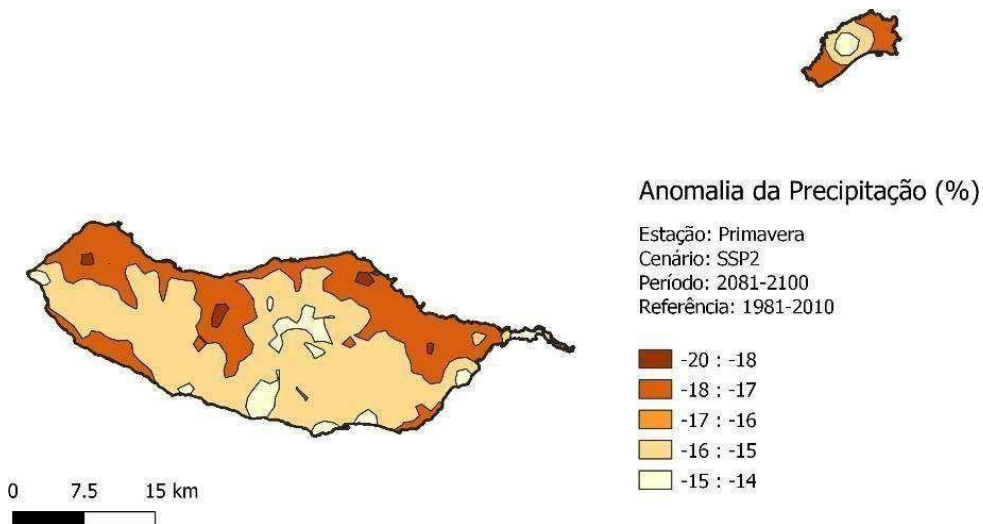 Anomalia da Precipitação (%)
Estação: Primavera
Cenário: SSP2
Período: 2081-2100
Referência: 1981-2010
-20 : -18
-18 : -17
-17 : -16
-16 : -15
-15 : -14
0 7.5 15 km